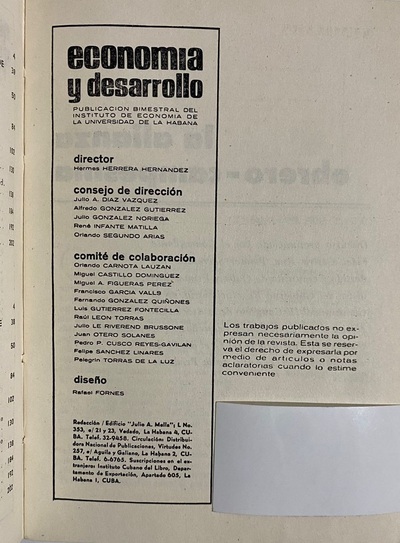 economia
y desarrollo
PUBLICACION BIMESTRAL DEL
INSTITUTO DE ECONOMIA DE
LA UNIVERSIDAD DE LA HABANA
director
Hermes HERRERA HERNANDEZ
consejo de dirección
Julio A. DIAZ VAZQUEZ
Alfredo GONZALEZ GUTIERREZ
Julio GONZALEZ NORIEGA
René INFANTE MATILLA
Orlando SEGUNDO ARIAS
comité de colaboración
Orlando CARNOTA LAUZAN
Miguel CASTILLO DOMINGUEZ
Miguel A. FIGUERAS PEREZ
Francisco GARCIA VALLS
Fernando GONZALEZ QUIÑONES
Luis GUTIERREZ FONTECILLA
Raúl LEON TORRAS
Julio LE RIVEREND BRUSSONE
Juan OTERO SOLANES
Pedro P. CUSCO REYES-GAVILAN
Felipe SANCHEZ LINARES
Pelegrín TORRAS DE LA LUZ
diseño
Rafael FORNES
Redacción / Edificio "Julio A. Mella"; L No.
353, e/ 21 y 23, Vedado, La Habana 4, CU-
BA. Telf. 32-9458. Circulación: Distribui-
dora Nacional de Publicaciones, Virtudes No.
257, e/ Aguila y Galiano, La Habana 2, CU-
BA. Telf. 6-6765. Suscripciones en el ex-
tranjero: Instituto Cubano del Libro, Depar-
tamento de Exportación, Apartado 605, La
Habana 1, CUBA.
Los trabajos publicados no ex-
presan necesariamente la opi-
nión de la revista. Esta se reser-
va el derecho de expresarla por
medio de artículos o notas
aclaratorias cuando lo estime
conveniente